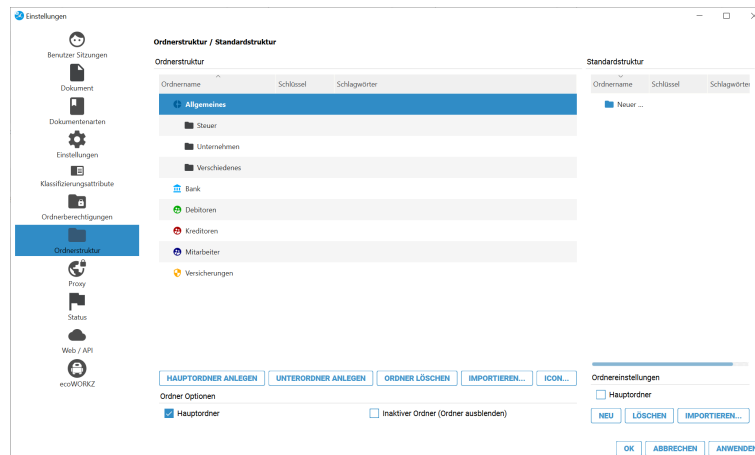 Einstellungen
Benutzer Sitzungen
Dokument
Dokumentenarten
Einstellungen
Klassifizierungsattribute
Ordnerberechtigungen
Ordnerstruktur
Proxy
Status
Web / API
ecoWORKZ
Ordnerstruktur / Standardstruktur
Ordnerstruktur
Ordnername Schlüssel Schlagwörter
Allgemeines
Steuer
Unternehmen
Verschiedenes
Bank
Debitoren
Kreditoren
Mitarbeiter
Versicherungen
HAUPTORDNER ANLEGEN UNTERORDNER ANLEGEN ORDNER LÖSCHEN IMPORTIEREN... ICON...
Ordner Optionen
Hauptordner Inaktiver Ordner (Ordner ausblenden)
Standardstruktur
Ordnername Schlüssel Schlagwörter
Neuer ...
Ordnereinstellungen
Hauptordner
NEU LÖSCHEN IMPORTIEREN...
OK ABBRECHEN ANWENDEN